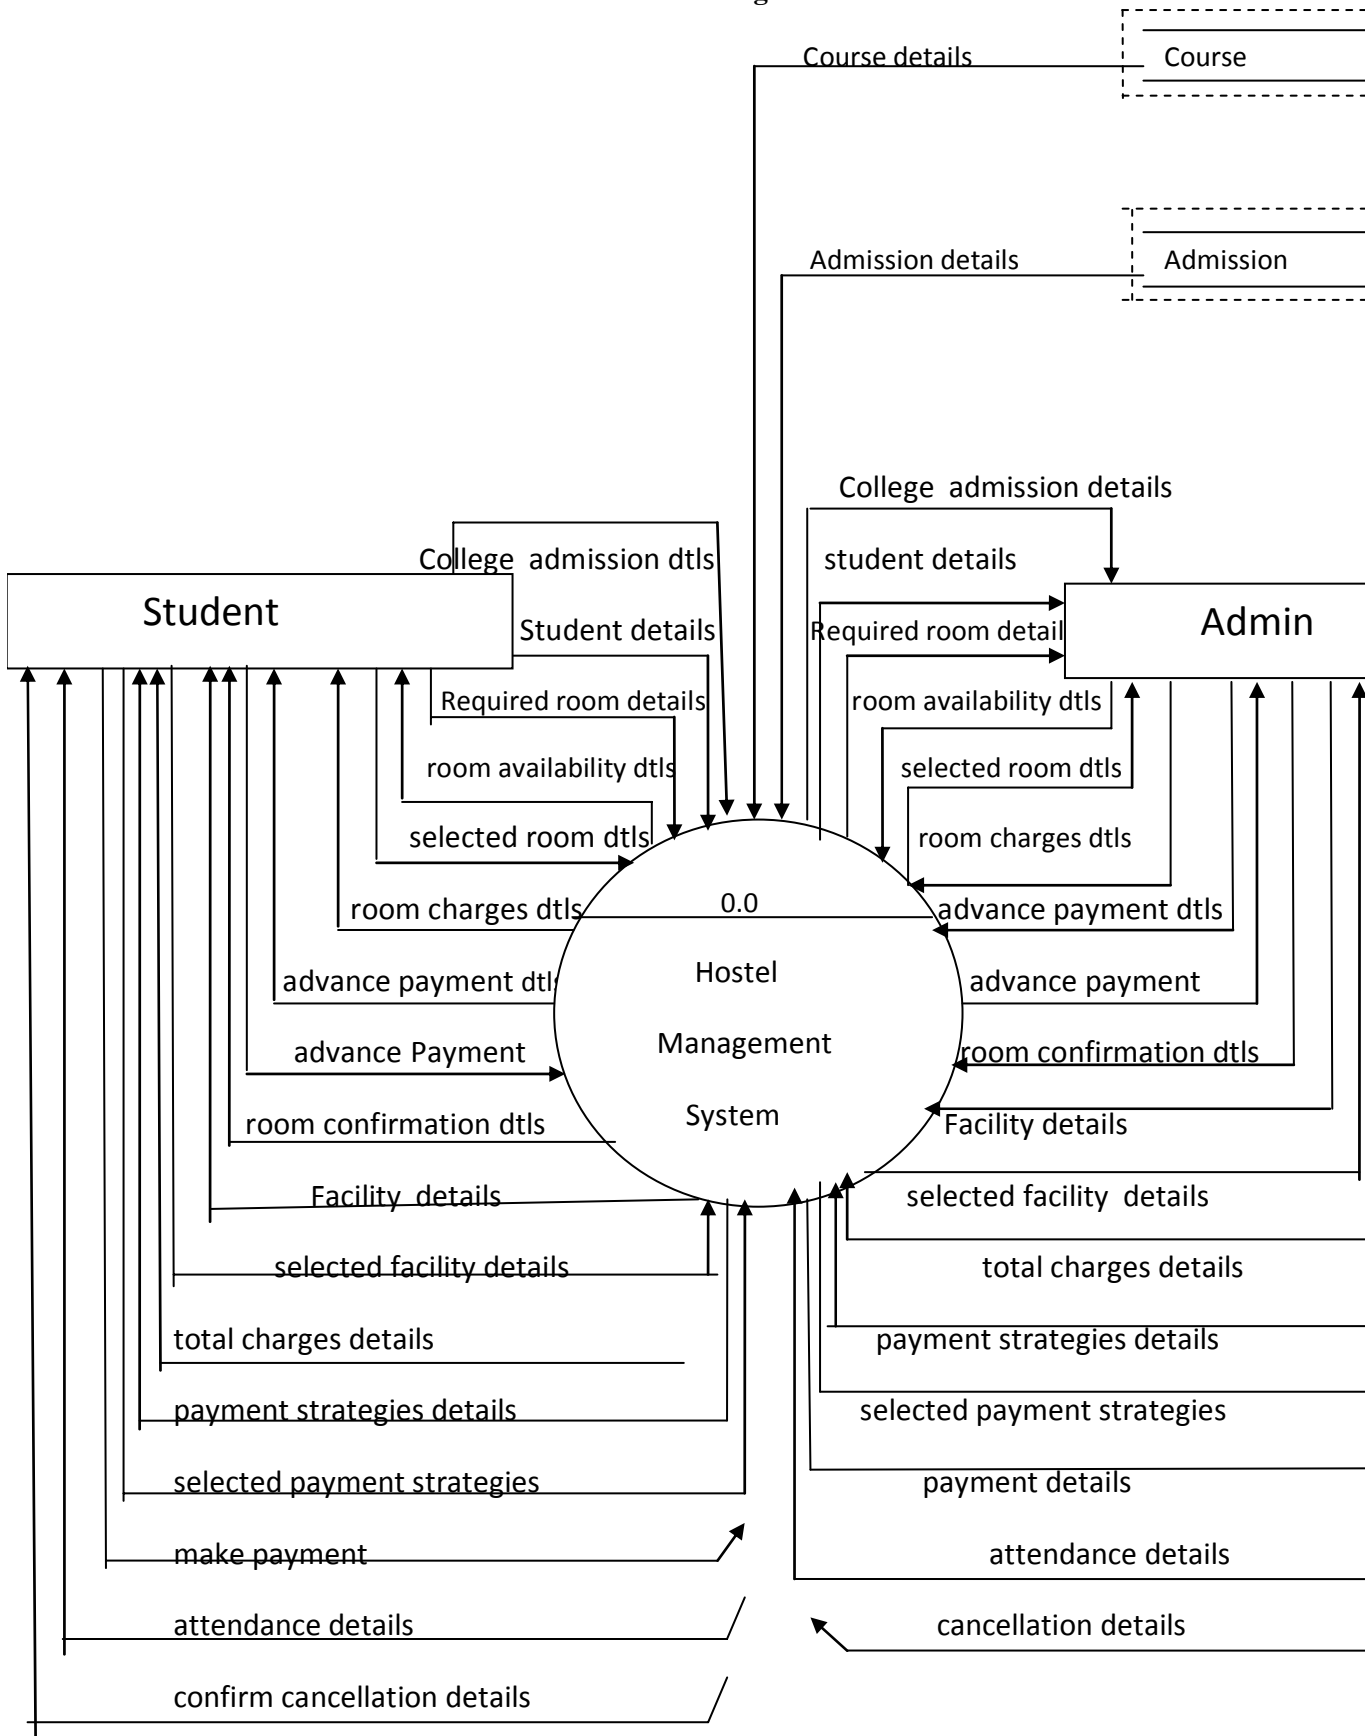 g
Course details
Course
Admission details
Admission
College admission details
College admission dtls
student details
Student
Admin
Student details
Required room detail
Required room details
room availability dtls
room availability dtls
selected room dtls
selected room dtls
room charges dtls
room charges dtls
0.0
advance payment dtls
Hostel
advance payment dtls
advance payment
Management
advance Payment
room confirmation dtls
System
room confirmation dtls
Facility details
Facility details
selected facility details
selected facility details
total charges details
total charges details
payment strategies details
payment strategies details
selected payment strategies
selected payment strategies
payment details
make payment
attendance details
attendance details
cancellation details
confirm cancellation details